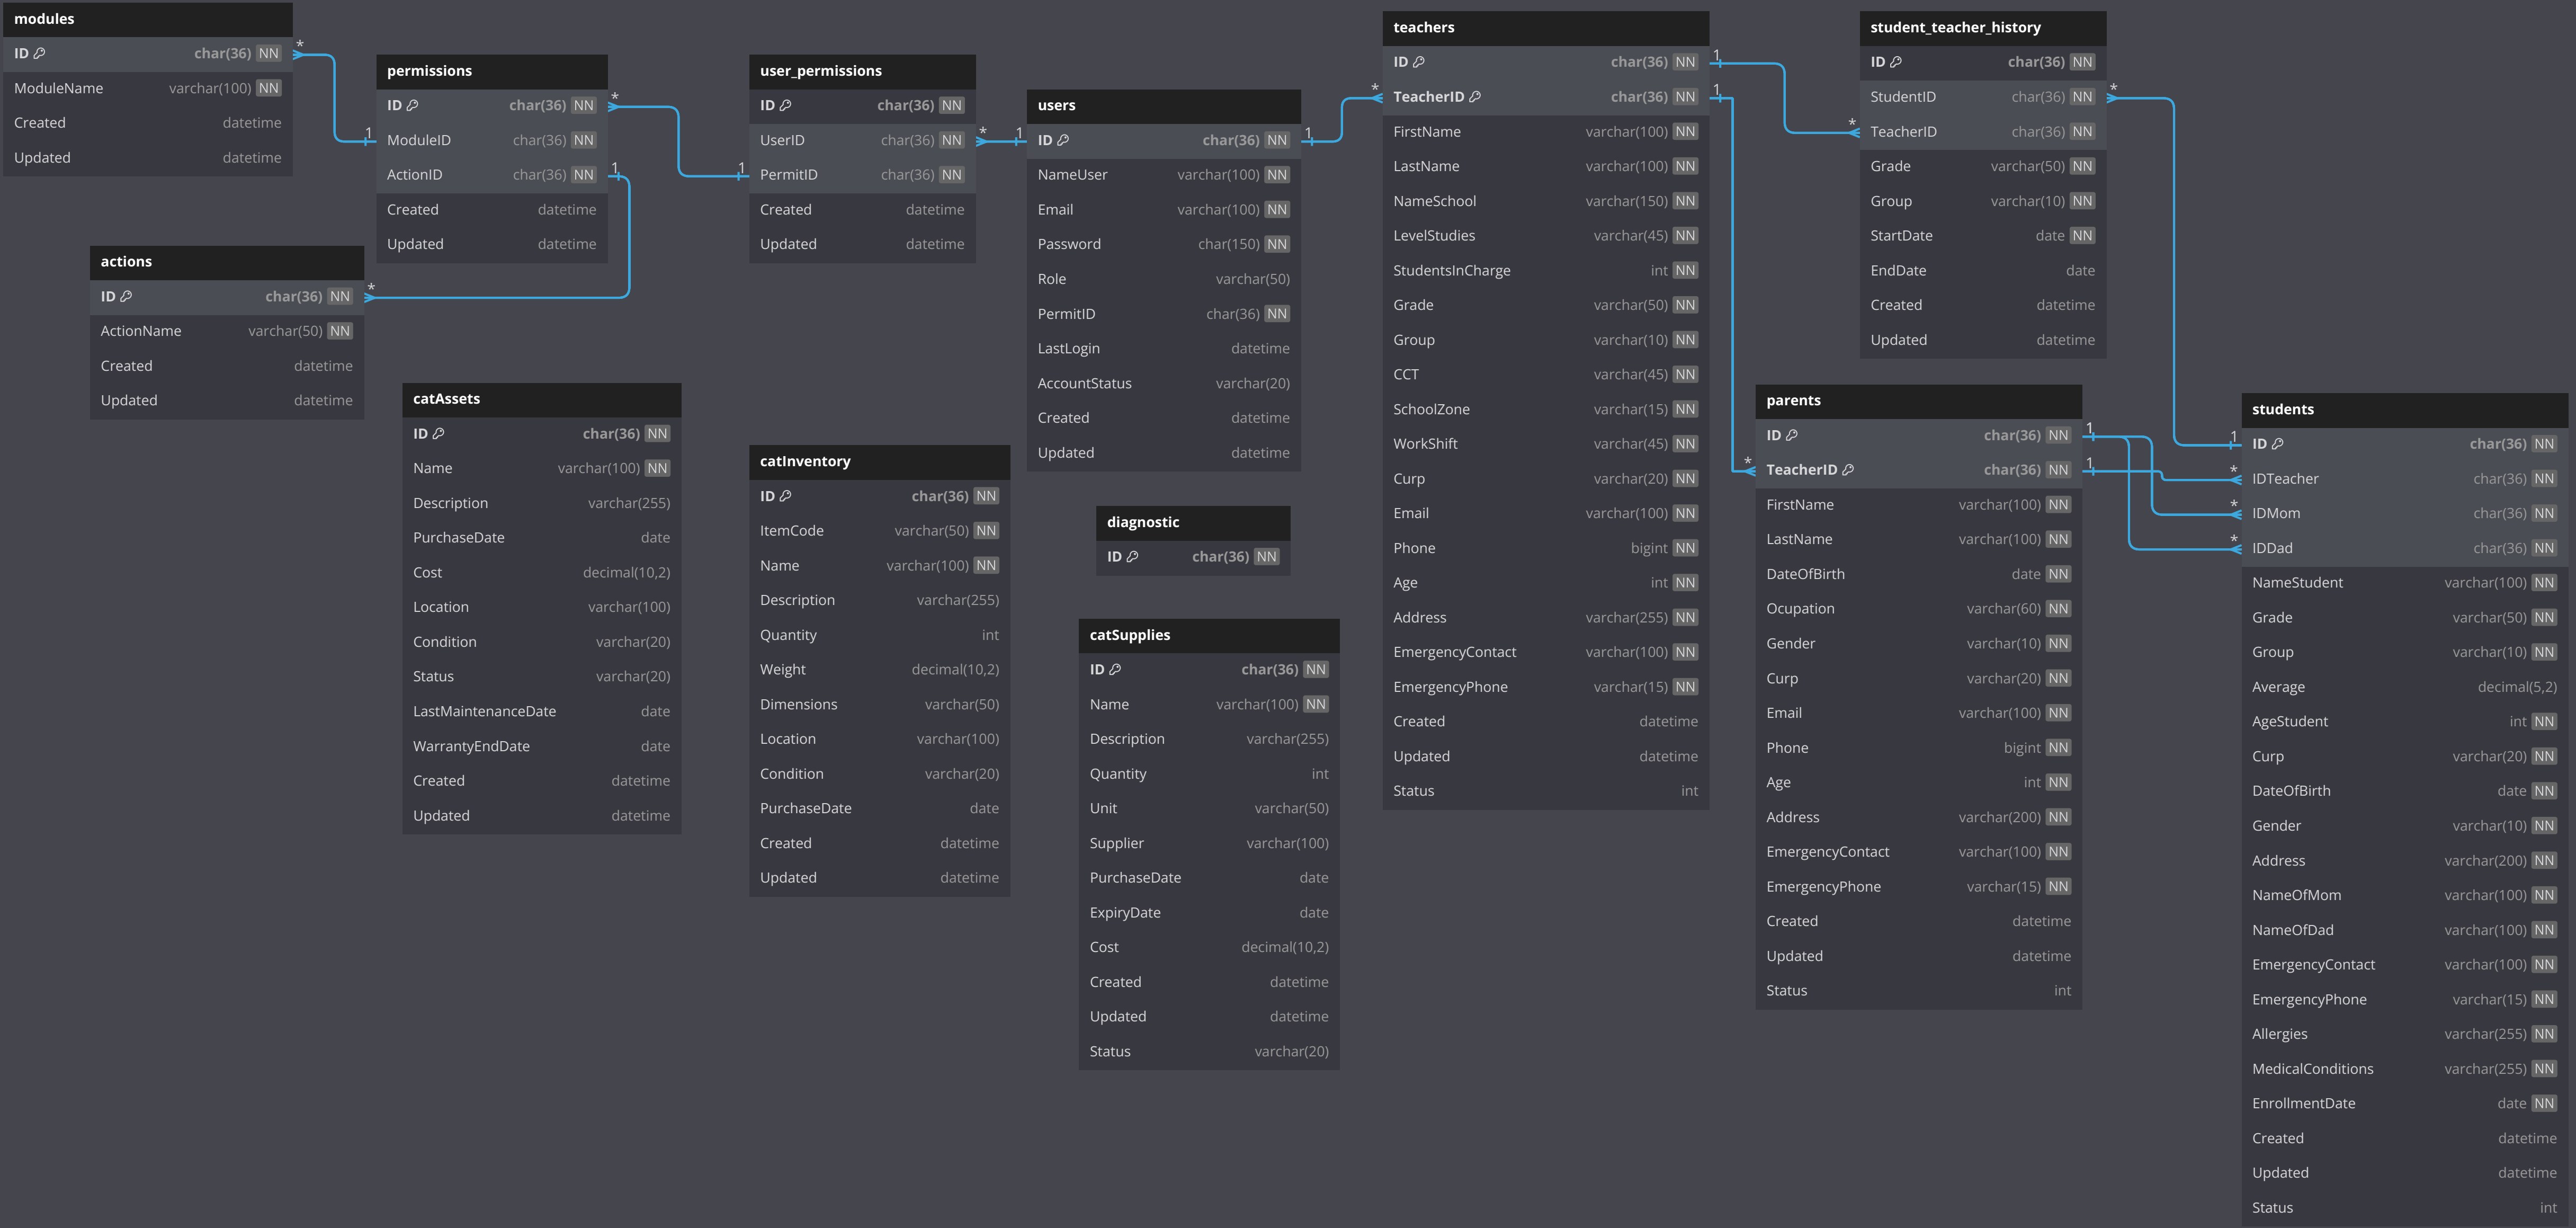 modules
ID char(36) NN
ModuleName varchar(100) NN
Created datetime
Updated datetime
* 1
permissions
ID char(36) NN
ModuleID char(36) NN
ActionID char(36) NN
Created datetime
Updated datetime
* 1
1 *
actions
ID char(36) NN
ActionName varchar(50) NN
Created datetime
Updated datetime
user_permissions
ID char(36) NN
UserID char(36) NN
PermitID char(36) NN
Created datetime
Updated datetime
* 1
users
ID char(36) NN
NameUser varchar(100) NN
Email varchar(100) NN
Password char(150) NN
Role varchar(50)
PermitID char(36) NN
LastLogin datetime
AccountStatus varchar(20)
Created datetime
Updated datetime
1 *
catAssets
ID char(36) NN
Name varchar(100) NN
Description varchar(255)
PurchaseDate date
Cost decimal(10,2)
Location varchar(100)
Condition varchar(20)
Status varchar(20)
LastMaintenanceDate date
WarrantyEndDate date
Created datetime
Updated datetime
catInventory
ID char(36) NN
ItemCode varchar(50) NN
Name varchar(100) NN
Description varchar(255)
Quantity int
Weight decimal(10,2)
Dimensions varchar(50)
Location varchar(100)
Condition varchar(20)
PurchaseDate date
Created datetime
Updated datetime
diagnostic
ID char(36) NN
catSupplies
ID char(36) NN
Name varchar(100) NN
Description varchar(255)
Quantity int
Unit varchar(50)
Supplier varchar(100)
PurchaseDate date
ExpiryDate date
Cost decimal(10,2)
Created datetime
Updated datetime
Status varchar(20)
teachers
ID char(36) NN
TeacherID char(36) NN
FirstName varchar(100) NN
LastName varchar(100) NN
NameSchool varchar(150) NN
LevelStudies varchar(45) NN
StudentsInCharge int NN
Grade varchar(50) NN
Group varchar(10) NN
CCT varchar(45) NN
SchoolZone varchar(15) NN
WorkShift varchar(45) NN
Curp varchar(20) NN
Email varchar(100) NN
Phone bigint NN
Age int NN
Address varchar(255) NN
EmergencyContact varchar(100) NN
EmergencyPhone varchar(15) NN
Created datetime
Updated datetime
Status int
1 *
1 *
student_teacher_history
ID char(36) NN
StudentID char(36) NN
TeacherID char(36) NN
Grade varchar(50) NN
Group varchar(10) NN
StartDate date NN
EndDate date
Created datetime
Updated datetime
* 1
parents
ID char(36) NN
TeacherID char(36) NN
FirstName varchar(100) NN
LastName varchar(100) NN
DateOfBirth date NN
Ocupation varchar(60) NN
Gender varchar(10) NN
Curp varchar(20) NN
Email varchar(100) NN
Phone bigint NN
Age int NN
Address varchar(200) NN
EmergencyContact varchar(100) NN
EmergencyPhone varchar(15) NN
Created datetime
Updated datetime
Status int
1 *
1 *
*
students
ID char(36) NN
IDTeacher char(36) NN
IDMom char(36) NN
IDDad char(36) NN
NameStudent varchar(100) NN
Grade varchar(50) NN
Group varchar(10) NN
Average decimal(5,2)
AgeStudent int NN
Curp varchar(20) NN
DateOfBirth date NN
Gender varchar(10) NN
Address varchar(200) NN
NameOfMom varchar(100) NN
NameOfDad varchar(100) NN
EmergencyContact varchar(100) NN
EmergencyPhone varchar(15) NN
Allergies varchar(255) NN
MedicalConditions varchar(255) NN
EnrollmentDate date NN
Created datetime
Updated datetime
Status int